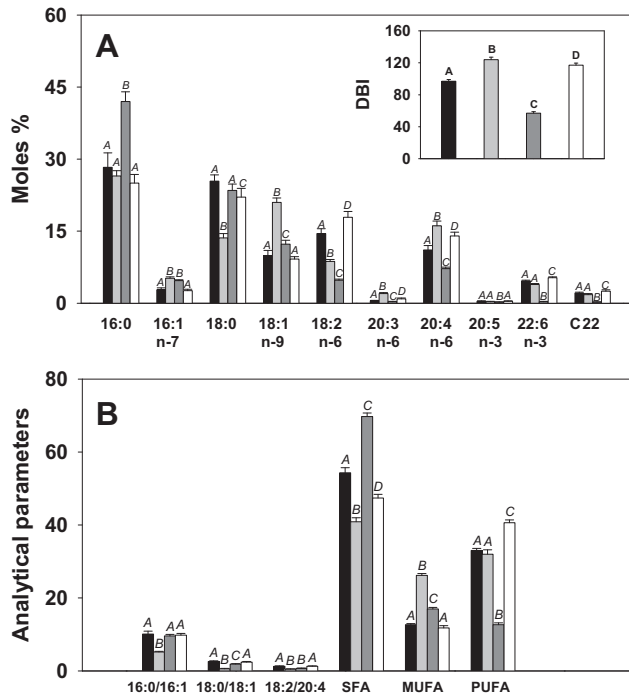 60
45
30
15
0
Moles %
A
160
120
80
40
0
DBI
A B C D
A A B A
A B B A
A B A C
A B C A
A B C D
A B D
A B C D
A A B A
A A B C
A A B C
16:0 16:1 18:0 18:1 18:2 20:3 20:4 20:5 22:6 C22
n-7 n-9 n-6 n-6 n-6 n-3 n-3
80
60
40
20
0
Analytical parameters
B
A B A A
A B C A
A B B A
A B C D
A B C A
A A B C
16:0/16:1 18:0/18:1 18:2/20:4 SFA MUFA PUFA